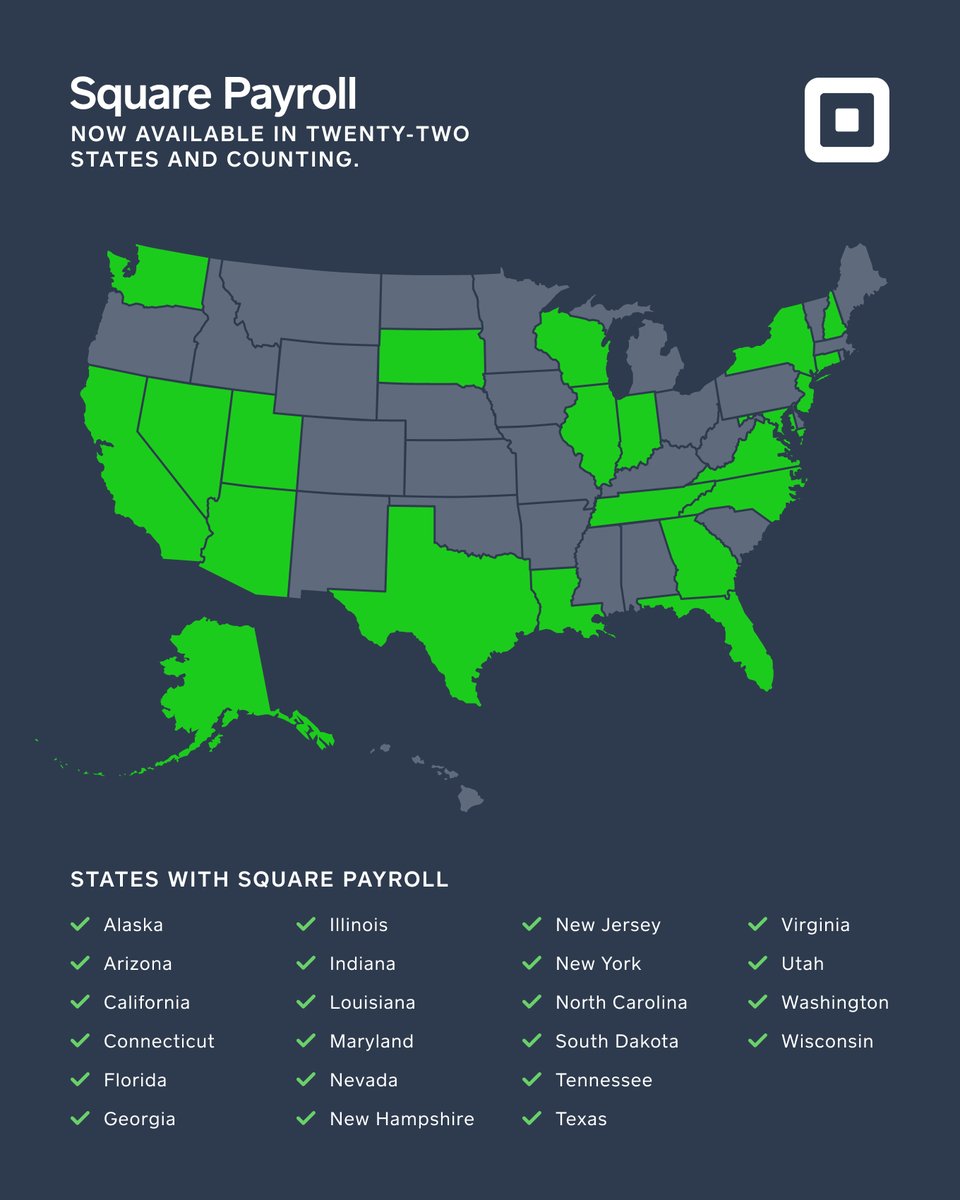 Square Payroll
NOW AVAILABLE IN TWENTY-TWO
STATES AND COUNTING.
STATES WITH SQUARE PAYROLL
Alaska
Arizona
California
Connecticut
Florida
Georgia
Illinois
Indiana
Louisiana
Maryland
Nevada
New Hampshire
New Jersey
New York
North Carolina
South Dakota
Tennessee
Texas
Virginia
Utah
Washington
Wisconsin